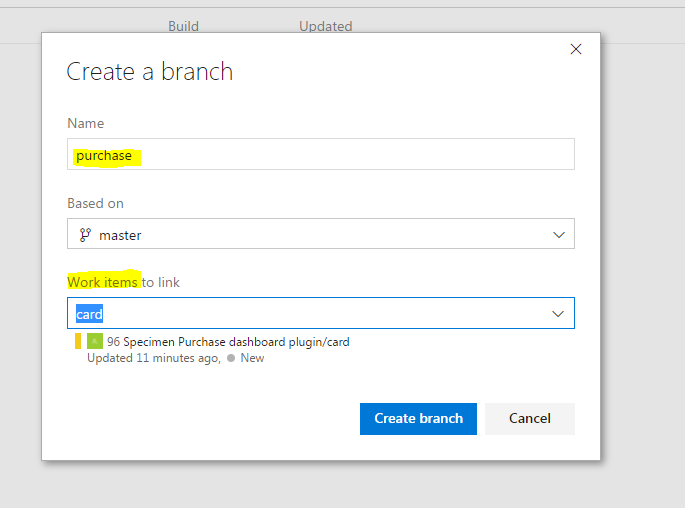 Build Updated
Create a branch
Name
purchase
Based on
master
Work items to link
card
96 Specimen Purchase dashboard plugin/card
Updated 11 minutes ago, New
Create branch Cancel